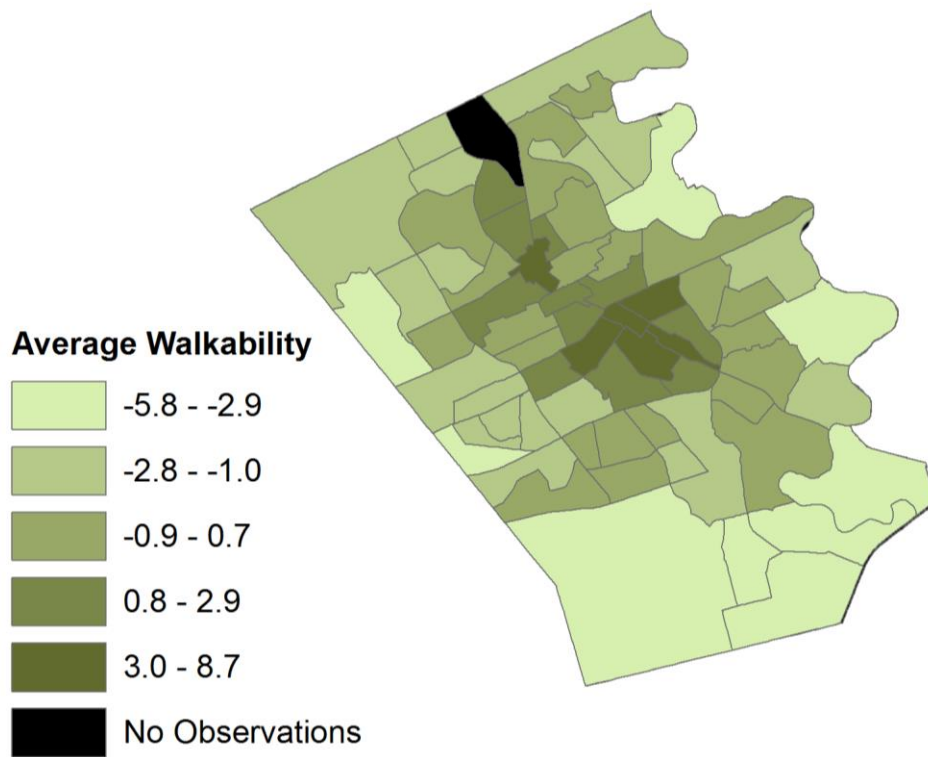 Average Walkability
-5.8 - -2.9
-2.8 - -1.0
-0.9 - 0.7
0.8 - 2.9
3.0 - 8.7
No Observations